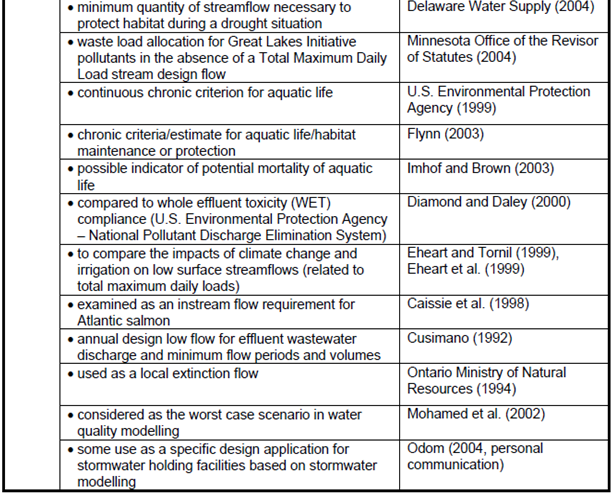 • minimum quantity of streamflow necessary to
protect habitat during a drought situation
Delaware Water Supply (2004)
• waste load allocation for Great Lakes Initiative
pollutants in the absence of a Total Maximum Daily
Load stream design flow
Minnesota Office of the Revisor
of Statutes (2004)
• continuous chronic criterion for aquatic life
U.S. Environmental Protection
Agency (1999)
• chronic criteria/estimate for aquatic life/habitat
maintenance or protection
Flynn (2003)
• possible indicator of potential mortality of aquatic
life
Imhof and Brown (2003)
• compared to whole effluent toxicity (WET)
compliance (U.S. Environmental Protection Agency
– National Pollutant Discharge Elimination System)
Diamond and Daley (2000)
• to compare the impacts of climate change and
irrigation on low surface streamflows (related to
total maximum daily loads)
Eheart and Tornil (1999),
Eheart et al. (1999)
• examined as an instream flow requirement for
Atlantic salmon
Caissie et al. (1998)
• annual design low flow for effluent wastewater
discharge and minimum flow periods and volumes
Cusimano (1992)
• used as a local extinction flow
Ontario Ministry of Natural
Resources (1994)
• considered as the worst case scenario in water
quality modelling
Mohamed et al. (2002)
• some use as a specific design application for
stormwater holding facilities based on stormwater
modelling
Odom (2004, personal
communication)